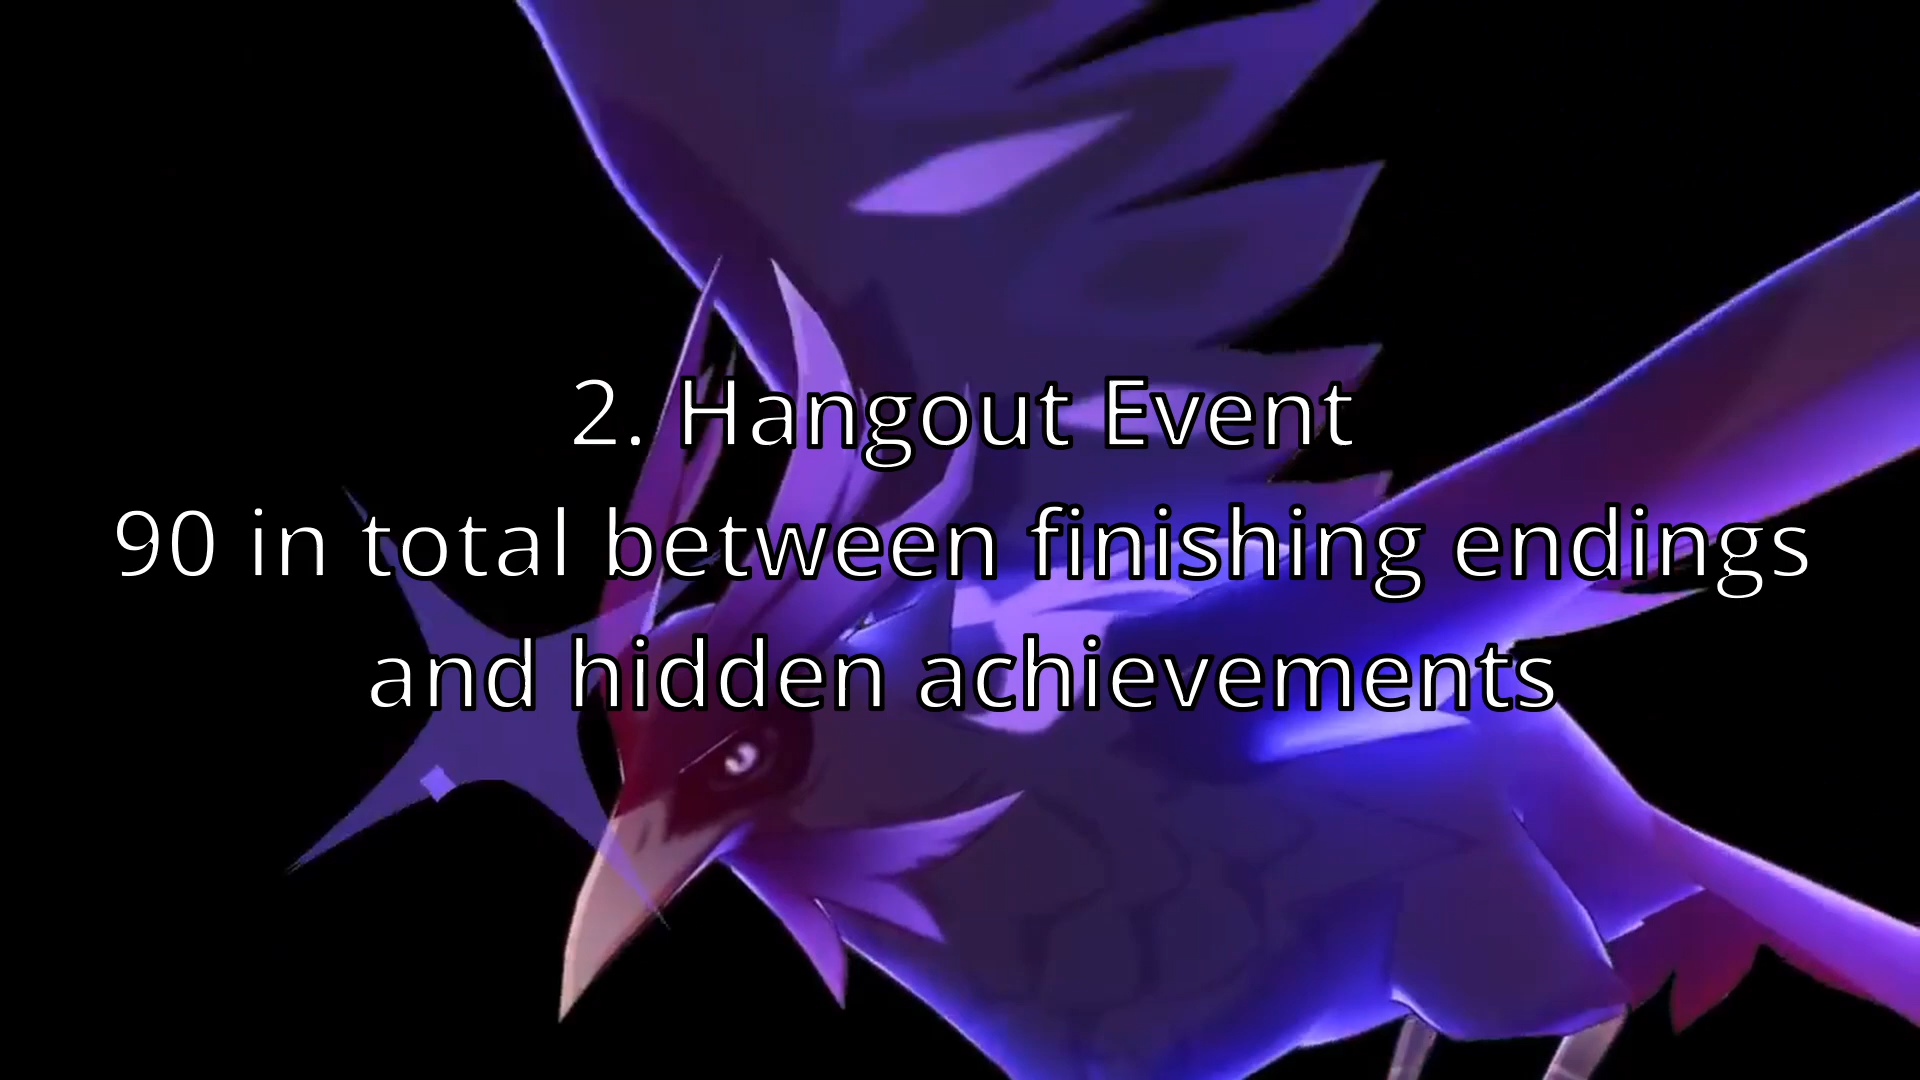 2. Hangout Event
90 in total between finishing endings
and hidden achievements